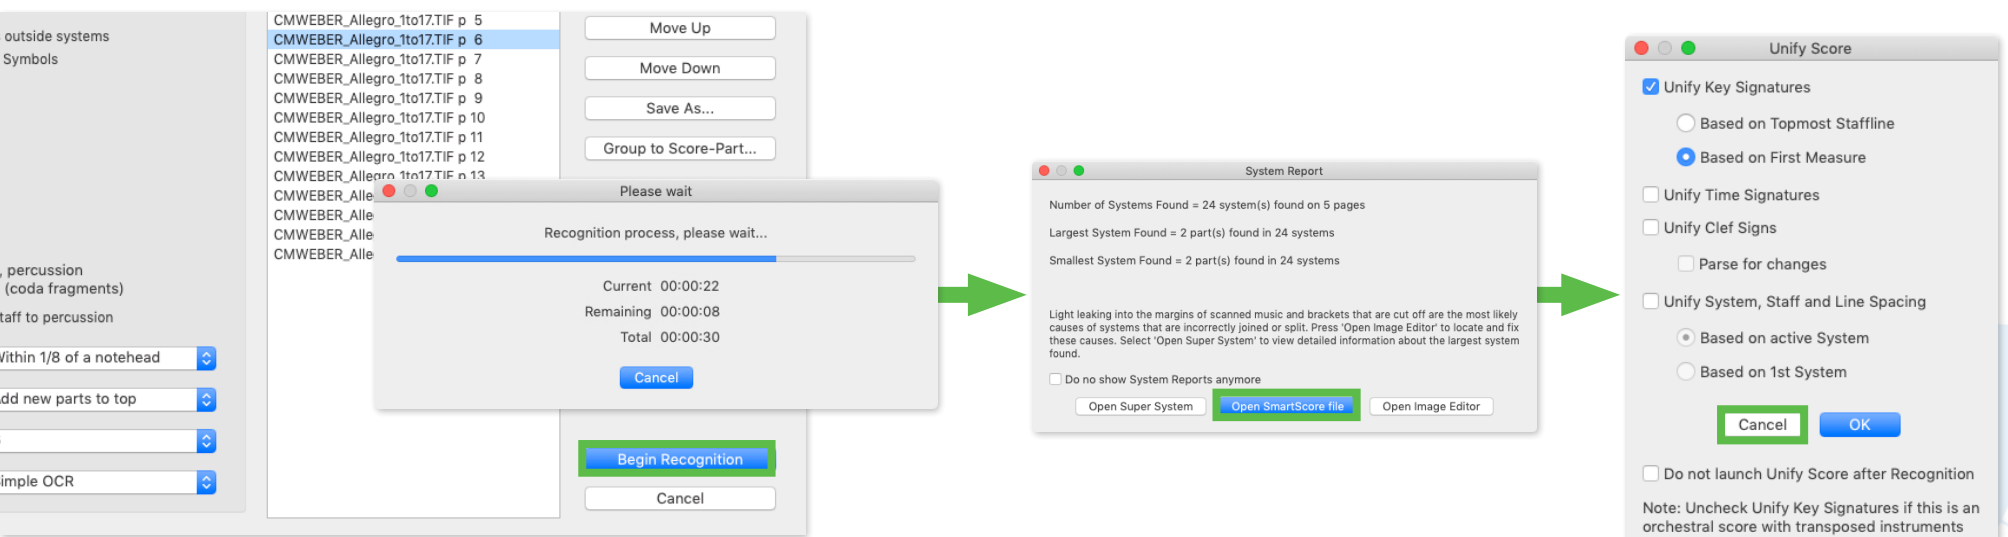 outside systems
Symbols
, percussion
(coda fragments)
taff to percussion
Within 1/8 of a notehead
Add new parts to top
Simple OCR
CMWEBER_Allegro_1to17.TIF p 5
CMWEBER_Allegro_1to17.TIF p 6
CMWEBER_Allegro_1to17.TIF p 7
CMWEBER_Allegro_1to17.TIF p 8
CMWEBER_Allegro_1to17.TIF p 9
CMWEBER_Allegro_1to17.TIF p 10
CMWEBER_Allegro_1to17.TIF p 11
CMWEBER_Allegro_1to17.TIF p 12
CMWEBER_Allegro_1to17.TIF p 13
CMWEBER_Alle
CMWEBER_Alle
CMWEBER_Alle
CMWEBER_Alle
Move Up
Move Down
Save As...
Group to Score-Part...
Please wait
Recognition process, please wait...
Current 00:00:22
Remaining 00:00:08
Total 00:00:30
Cancel
Begin Recognition
Cancel
System Report
Number of Systems Found = 24 system(s) found on 5 pages
Largest System Found = 2 part(s) found in 24 systems
Smallest System Found = 2 part(s) found in 24 systems
Light leaking into the margins of scanned music and brackets that are cut off are the most likely
causes of systems that are incorrectly joined or split. Press 'Open Image Editor' to locate and fix
these causes. Select 'Open Super System' to view detailed information about the largest system
found.
Do no show System Reports anymore
Open Super System
Open SmartScore file
Open Image Editor
Unify Score
Unify Key Signatures
Based on Topmost Staffline
Based on First Measure
Unify Time Signatures
Unify Clef Signs
Parse for changes
Unify System, Staff and Line Spacing
Based on active System
Based on 1st System
Cancel
OK
Do not launch Unify Score after Recognition
Note: Uncheck Unify Key Signatures if this is an
orchestral score with transposed instruments